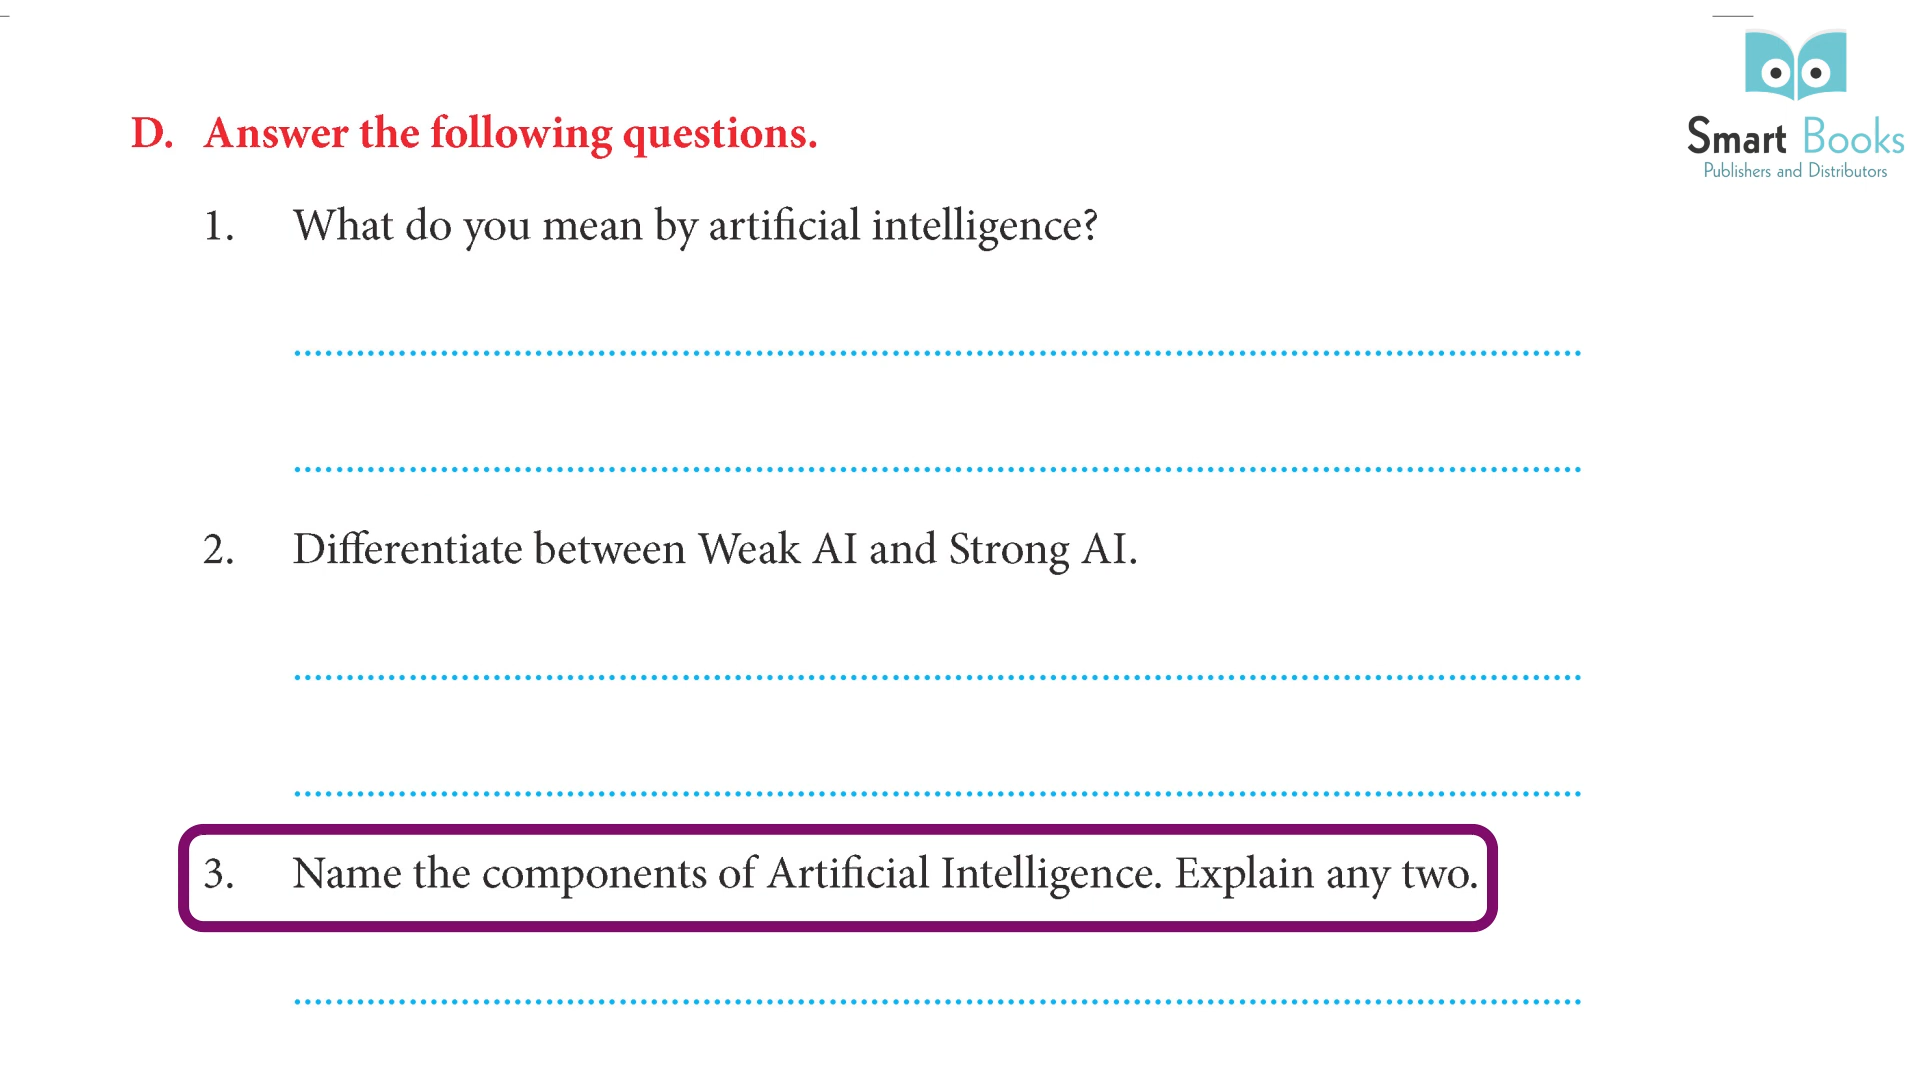 Smart Books
Publishers and Distributors
D. Answer the following questions.
1. What do you mean by artificial intelligence?
2. Differentiate between Weak AI and Strong AI.
3. Name the components of Artificial Intelligence. Explain any two.